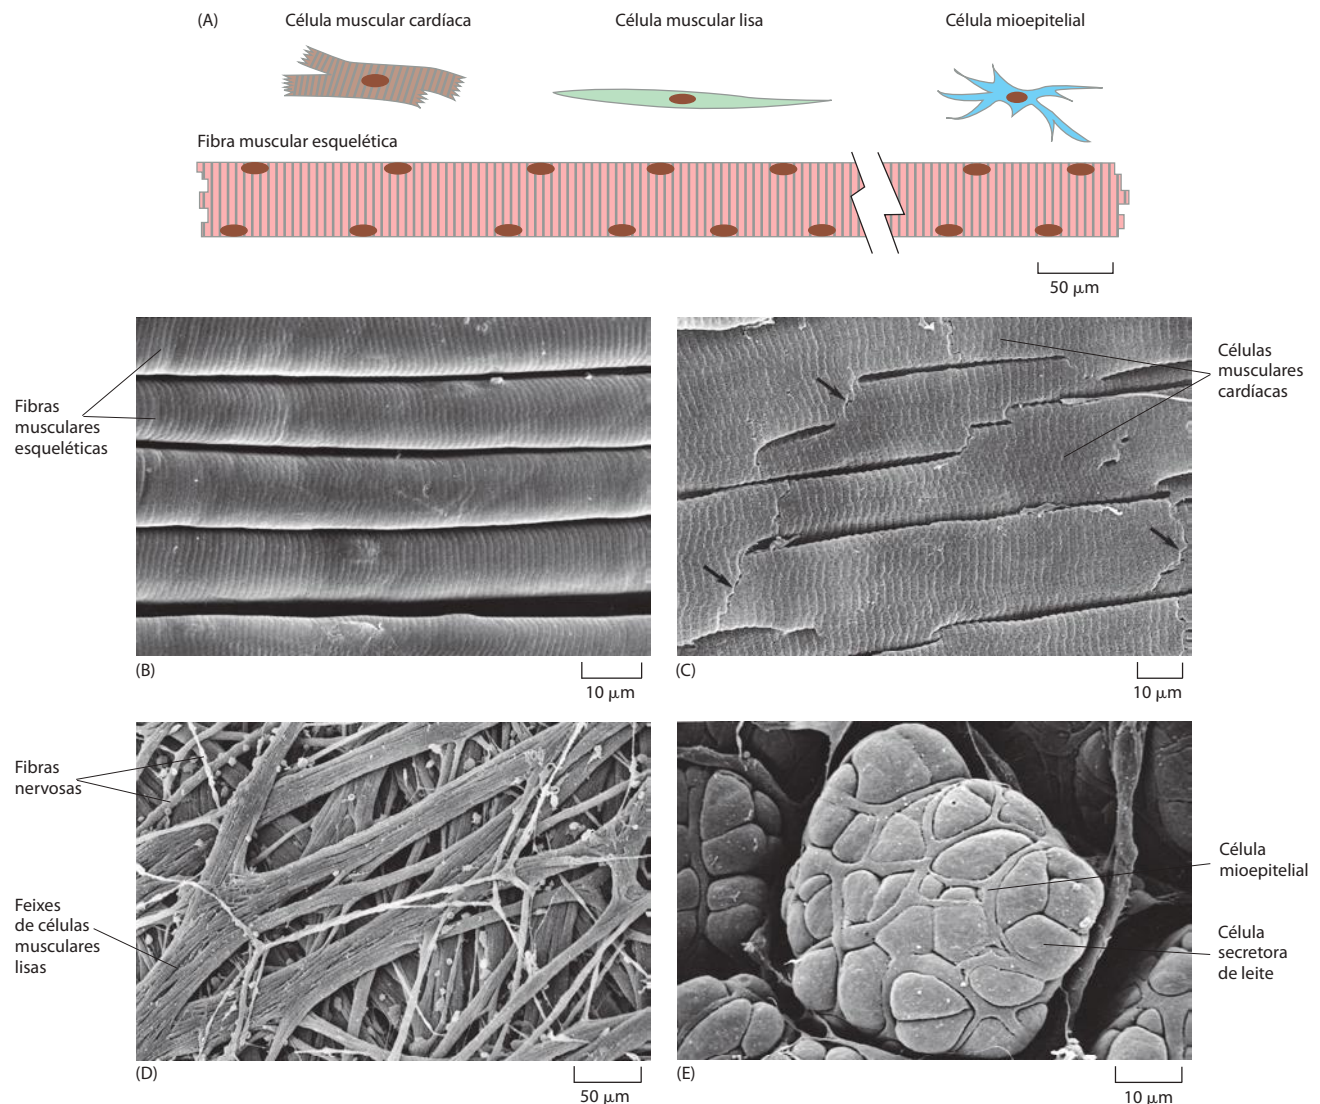 (A)
Célula muscular cardíaca
Célula muscular lisa
Célula mioepitelial
Fibra muscular esquelética
50 μm
Fibras
musculares
esqueléticas
Células
musculares
cardíacas
(B)
10 μm
(C)
10 μm
Fibras
nervosas
Feixes
de células
musculares
lisas
Célula
mioepitelial
Célula
secretora
de leite
(D)
50 μm
(E)
10 μm